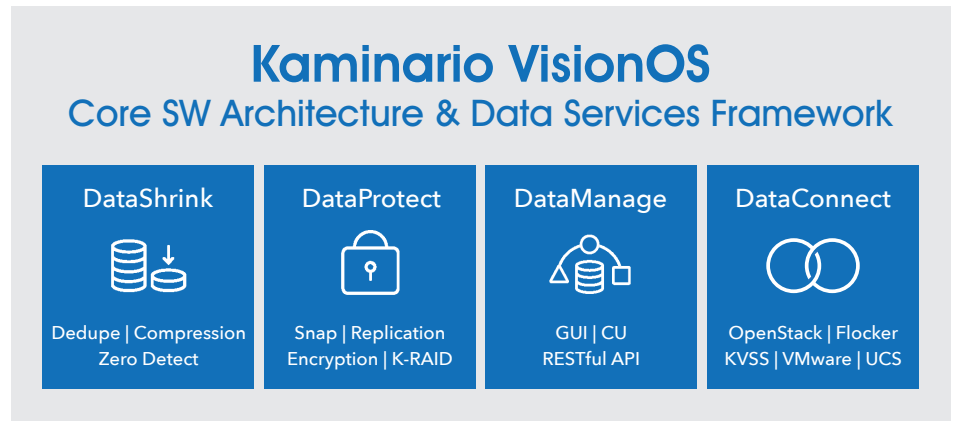 Kaminario VisionOS
Core SW Architecture & Data Services Framework
DataShrink
Dedupe | Compression
Zero Detect
DataProtect
Snap | Replication
Encryption | K-RAID
DataManage
GUI | CU
RESTful API
DataConnect
OpenStack | Flocker
KVSS | VMware | UCS